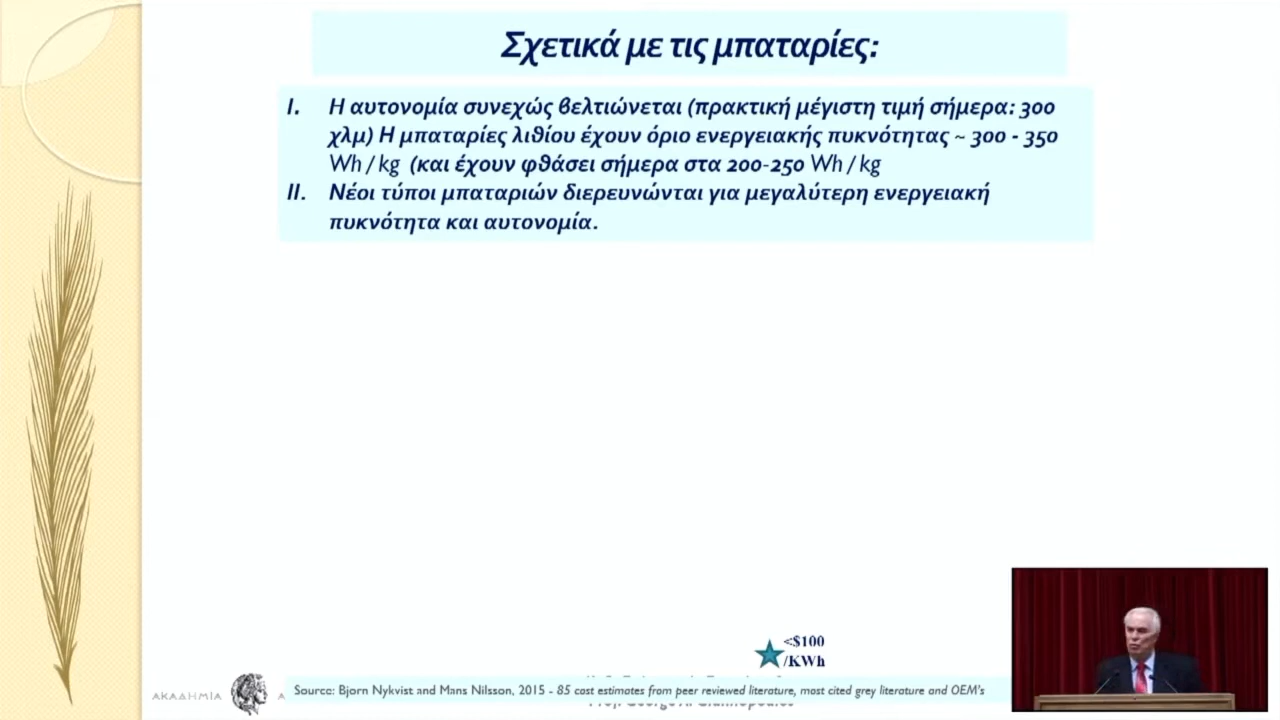 Σχετικά με τις μπαταρίες:
I. Η αυτονομία συνεχώς βελτιώνεται (πρακτική μέγιστη τιμή σήμερα: 300
χλμ) Η μπαταρίες λιθίου έχουν όριο ενεργειακής πυκνότητας ~ 300 - 350
Wh / kg (και έχουν φθάσει σήμερα στα 200-250 Wh / kg
II. Νέοι τύποι μπαταριών διερευνώνται για μεγαλύτερη ενεργειακή
πυκνότητα και αυτονομία.
<$100
/KWh
ΑΚΑΔΗΜΙΑ
Source: Bjorn Nykvist and Mans Nilsson, 2015 - 85 cost estimates from peer reviewed literature, most cited grey literature and OEM's